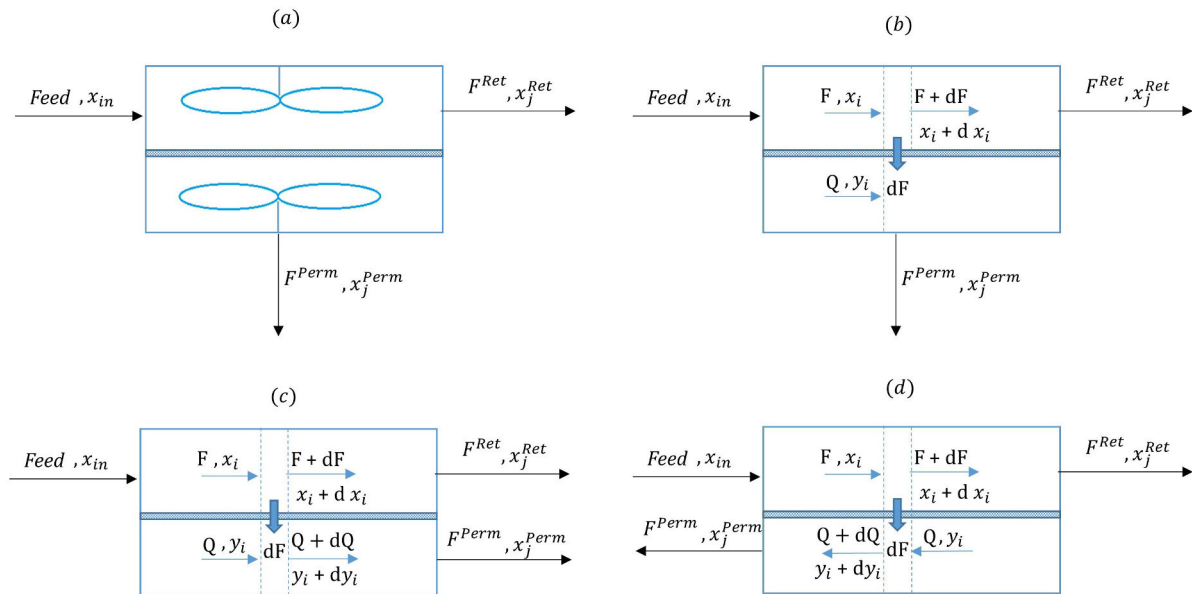 (a)
Feed , x_in
F^Ret , x_j^Ret
F^Perm , x_j^Perm
(b)
Feed , x_in
F, x_i
F + dF
x_i + d x_i
F^Ret , x_j^Ret
Q , y_i
dF
F^Perm , x_j^Perm
(c)
Feed , x_in
F , x_i
F + dF
x_i + d x_i
F^Ret , x_j^Ret
Q , y_i
dF
Q + dQ
y_i + dy_i
F^Perm , x_j^Perm
(d)
Feed , x_in
F, x_i
F + dF
x_i + d x_i
F^Ret , x_j^Ret
F^Perm , x_j^Perm
Q + dQ
y_i + dy_i
dF
Q, y_i